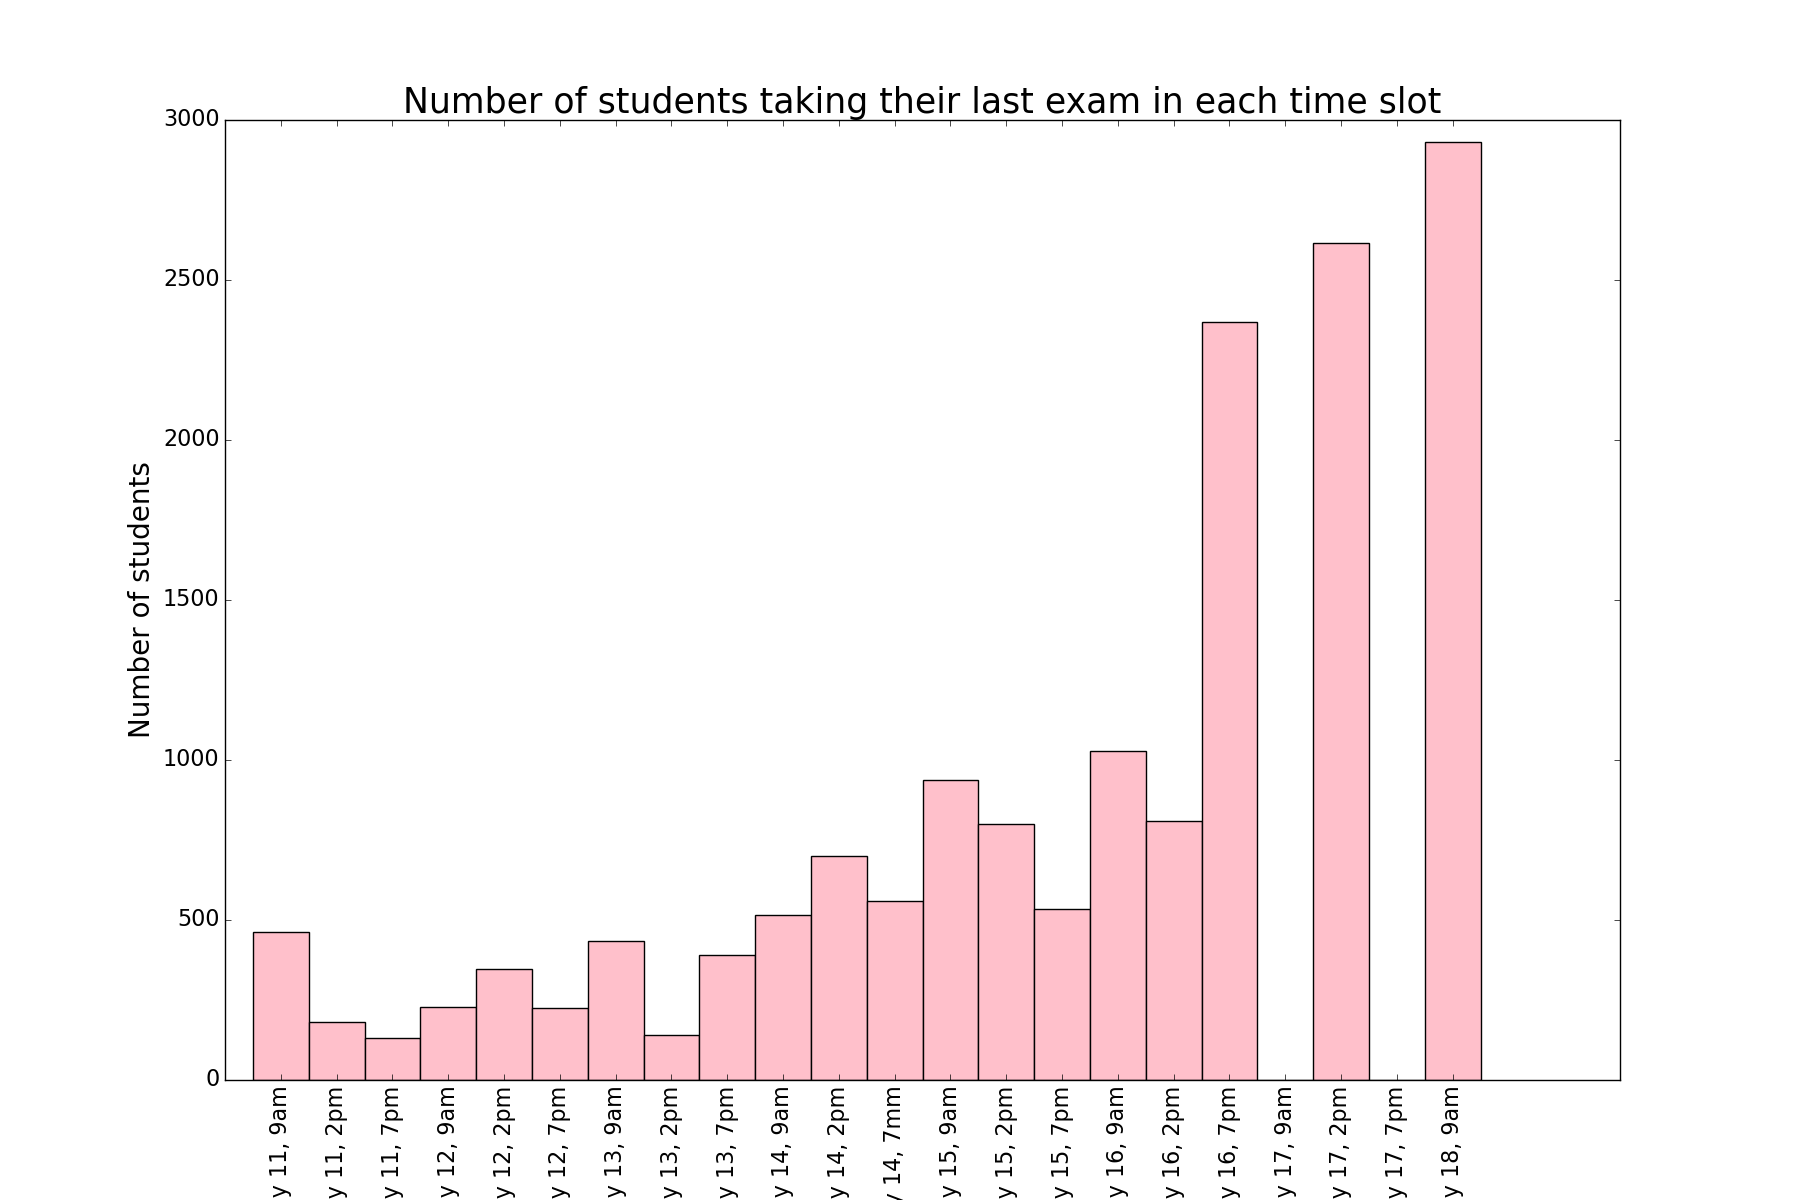 Number of students taking their last exam in each time slot
Number of students
3000
2500
2000
1500
1000
500
0
y 11, 9am
y 11, 2pm
y 11, 7pm
y 12, 9am
y 12, 2pm
y 12, 7pm
y 13, 9am
y 13, 2pm
y 13, 7pm
y 14, 9am
y 14, 2pm
y 14, 7mm
y 15, 9am
y 15, 2pm
y 15, 7pm
y 16, 9am
y 16, 2pm
y 16, 7pm
y 17, 9am
y 17, 2pm
y 17, 7pm
y 18, 9am